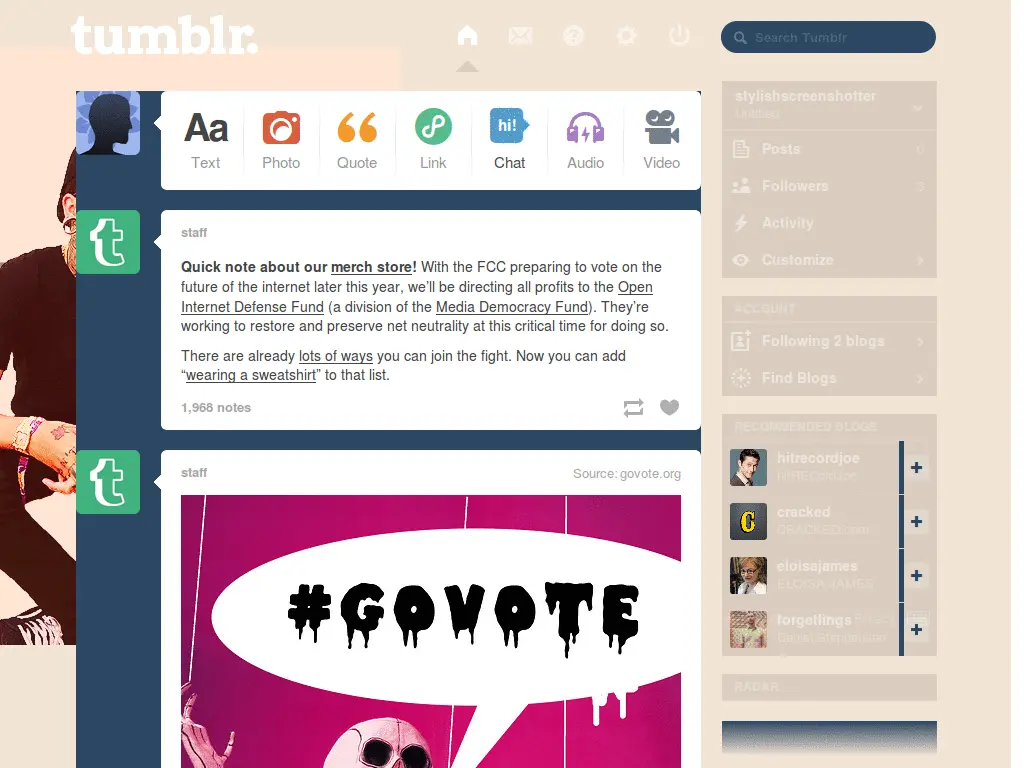 tumblr.
Search Tumblr
Aa
hi!
Text
Photo
Quote
Link
Chat
Audio
Video
staff
Quick note about our merch store! With the FCC preparing to vote on the
future of the internet later this year, we’ll be directing all profits to the Open
Internet Defense Fund (a division of the Media Democracy Fund). They’re
working to restore and preserve net neutrality at this critical time for doing so.
There are already lots of ways you can join the fight. Now you can add
“wearing a sweatshirt” to that list.
1,968 notes
staff
Source: govote.org
#GOVOTE
stylishscreenshotter
Untitled
Posts
Followers
Activity
Customize
ACCOUNT
Following 2 blogs
Find Blogs
RECOMMENDED BLOGS
hitrecordjoe
hitRECordJoe
cracked
CRACKED.com
eloisajames
ELOISA JAMES
forgetlings
Privacy
RADAR